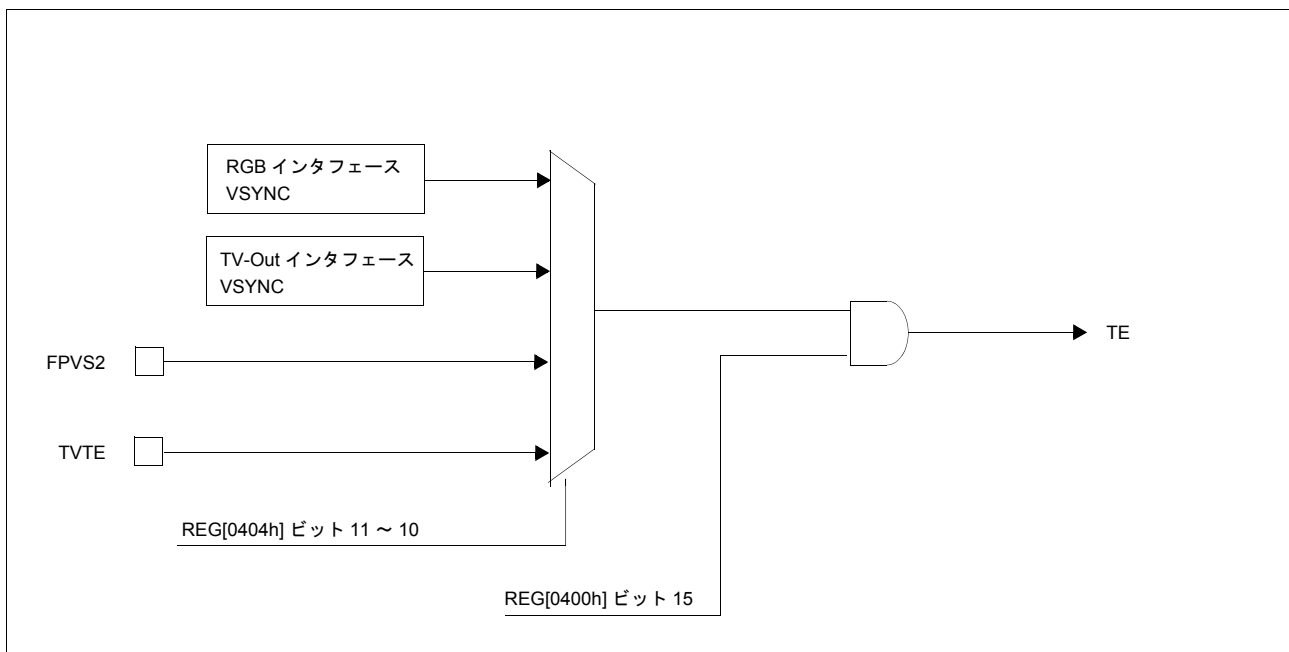 RGB インタフェース
VSYNC
TV-Out インタフェース
VSYNC
TE
FPVS2
TVTE
REG[0404h] ビット 11 ～ 10
REG[0400h] ビット 15